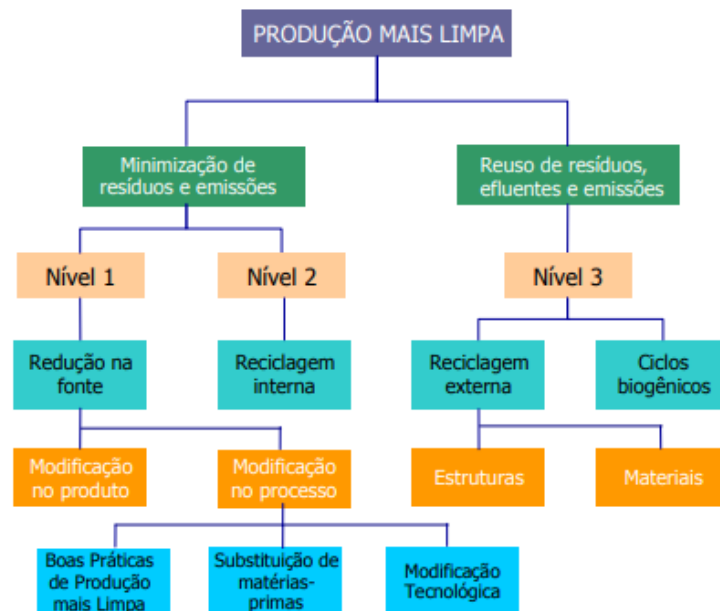 PRODUÇÃO MAIS LIMPA
Minimização de
resíduos e emissões
Reuso de resíduos,
efluentes e emissões
Nível 1
Nível 2
Nível 3
Redução na
fonte
Reciclagem
interna
Reciclagem
externa
Ciclos
biogênicos
Modificação
no produto
Modificação
no processo
Estruturas
Materiais
Boas Práticas
de Produção
mais Limpa
Substituição de
matérias-
primas
Modificação
Tecnológica